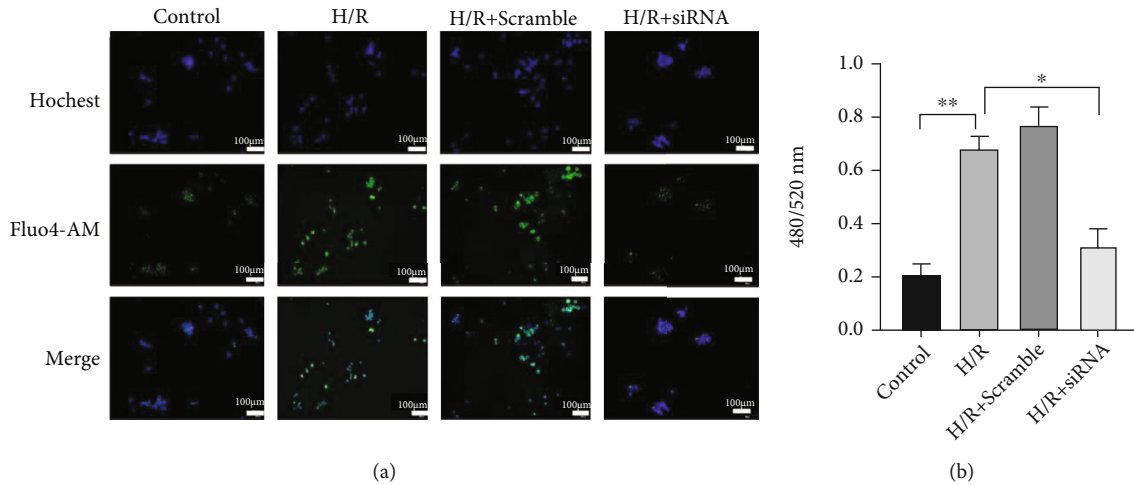 Control H/R H/R+Scramble H/R+siRNA
Hochest
100μm 100μm 100μm 100μm
Fluo4-AM
100μm 100μm 100μm 100μm
Merge
100μm 100μm 100μm 100μm
(a)
1.0
0.8
0.6
0.4
0.2
0.0
480/520 nm
**
*
Control
H/R
H/R+Scramble
H/R+siRNA
(b)